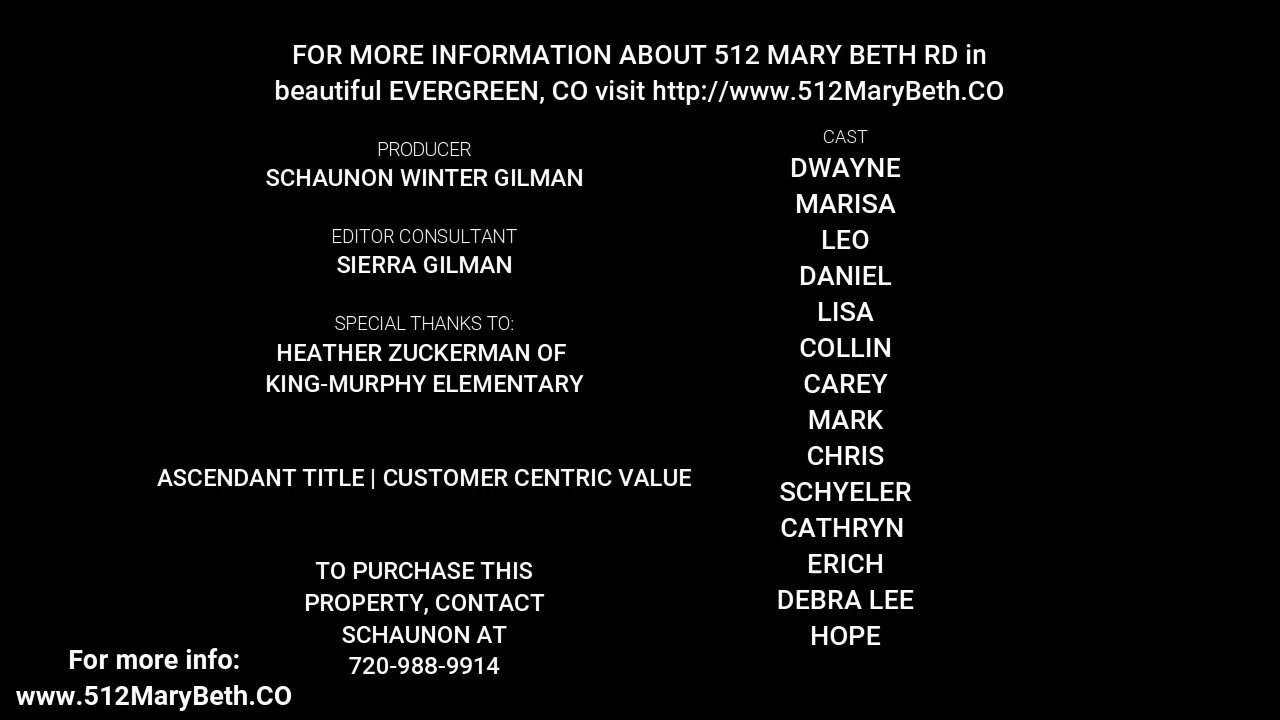 FOR MORE INFORMATION ABOUT 512 MARY BETH RD in
beautiful EVERGREEN, CO visit http://www.512MaryBeth.CO
PRODUCER
SCHAUNON WINTER GILMAN
EDITOR CONSULTANT
SIERRA GILMAN
SPECIAL THANKS TO:
HEATHER ZUCKERMAN OF
KING-MURPHY ELEMENTARY
ASCENDANT TITLE | CUSTOMER CENTRIC VALUE
TO PURCHASE THIS
PROPERTY, CONTACT
SCHAUNON AT
720-988-9914
CAST
DWAYNE
MARISA
LEO
DANIEL
LISA
COLLIN
CAREY
MARK
CHRIS
SCHYELER
CATHRYN
ERICH
DEBRA LEE
HOPE
For more info:
www.512MaryBeth.CO